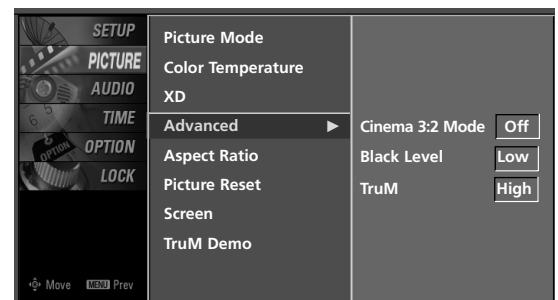 SETUP
PICTURE
AUDIO
TIME
OPTION
LOCK
Move MENU Prev
Picture Mode
Color Temperature
XD
Advanced ▶
Aspect Ratio
Picture Reset
Screen
TruM Demo
Cinema 3:2 Mode Off
Black Level Low
TruM High